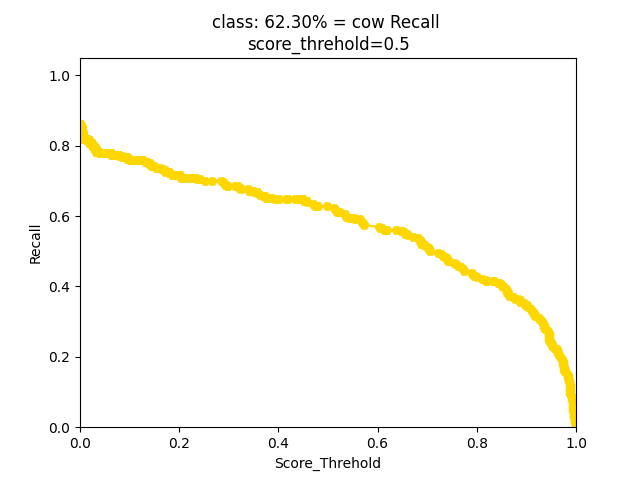 class: 62.30% = cow Recall
score_threhold=0.5
1.0
0.8
0.6
0.4
0.2
0.0
Recall
0.0 0.2 0.4 0.6 0.8 1.0
Score_Threhold